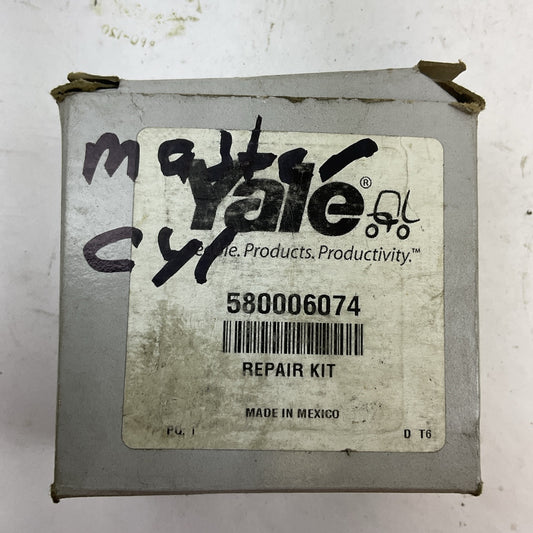 master
Yale®
cyl
People. Products. Productivity.™
580006074
REPAIR KIT
MADE IN MEXICO
PQ. 1
D T6